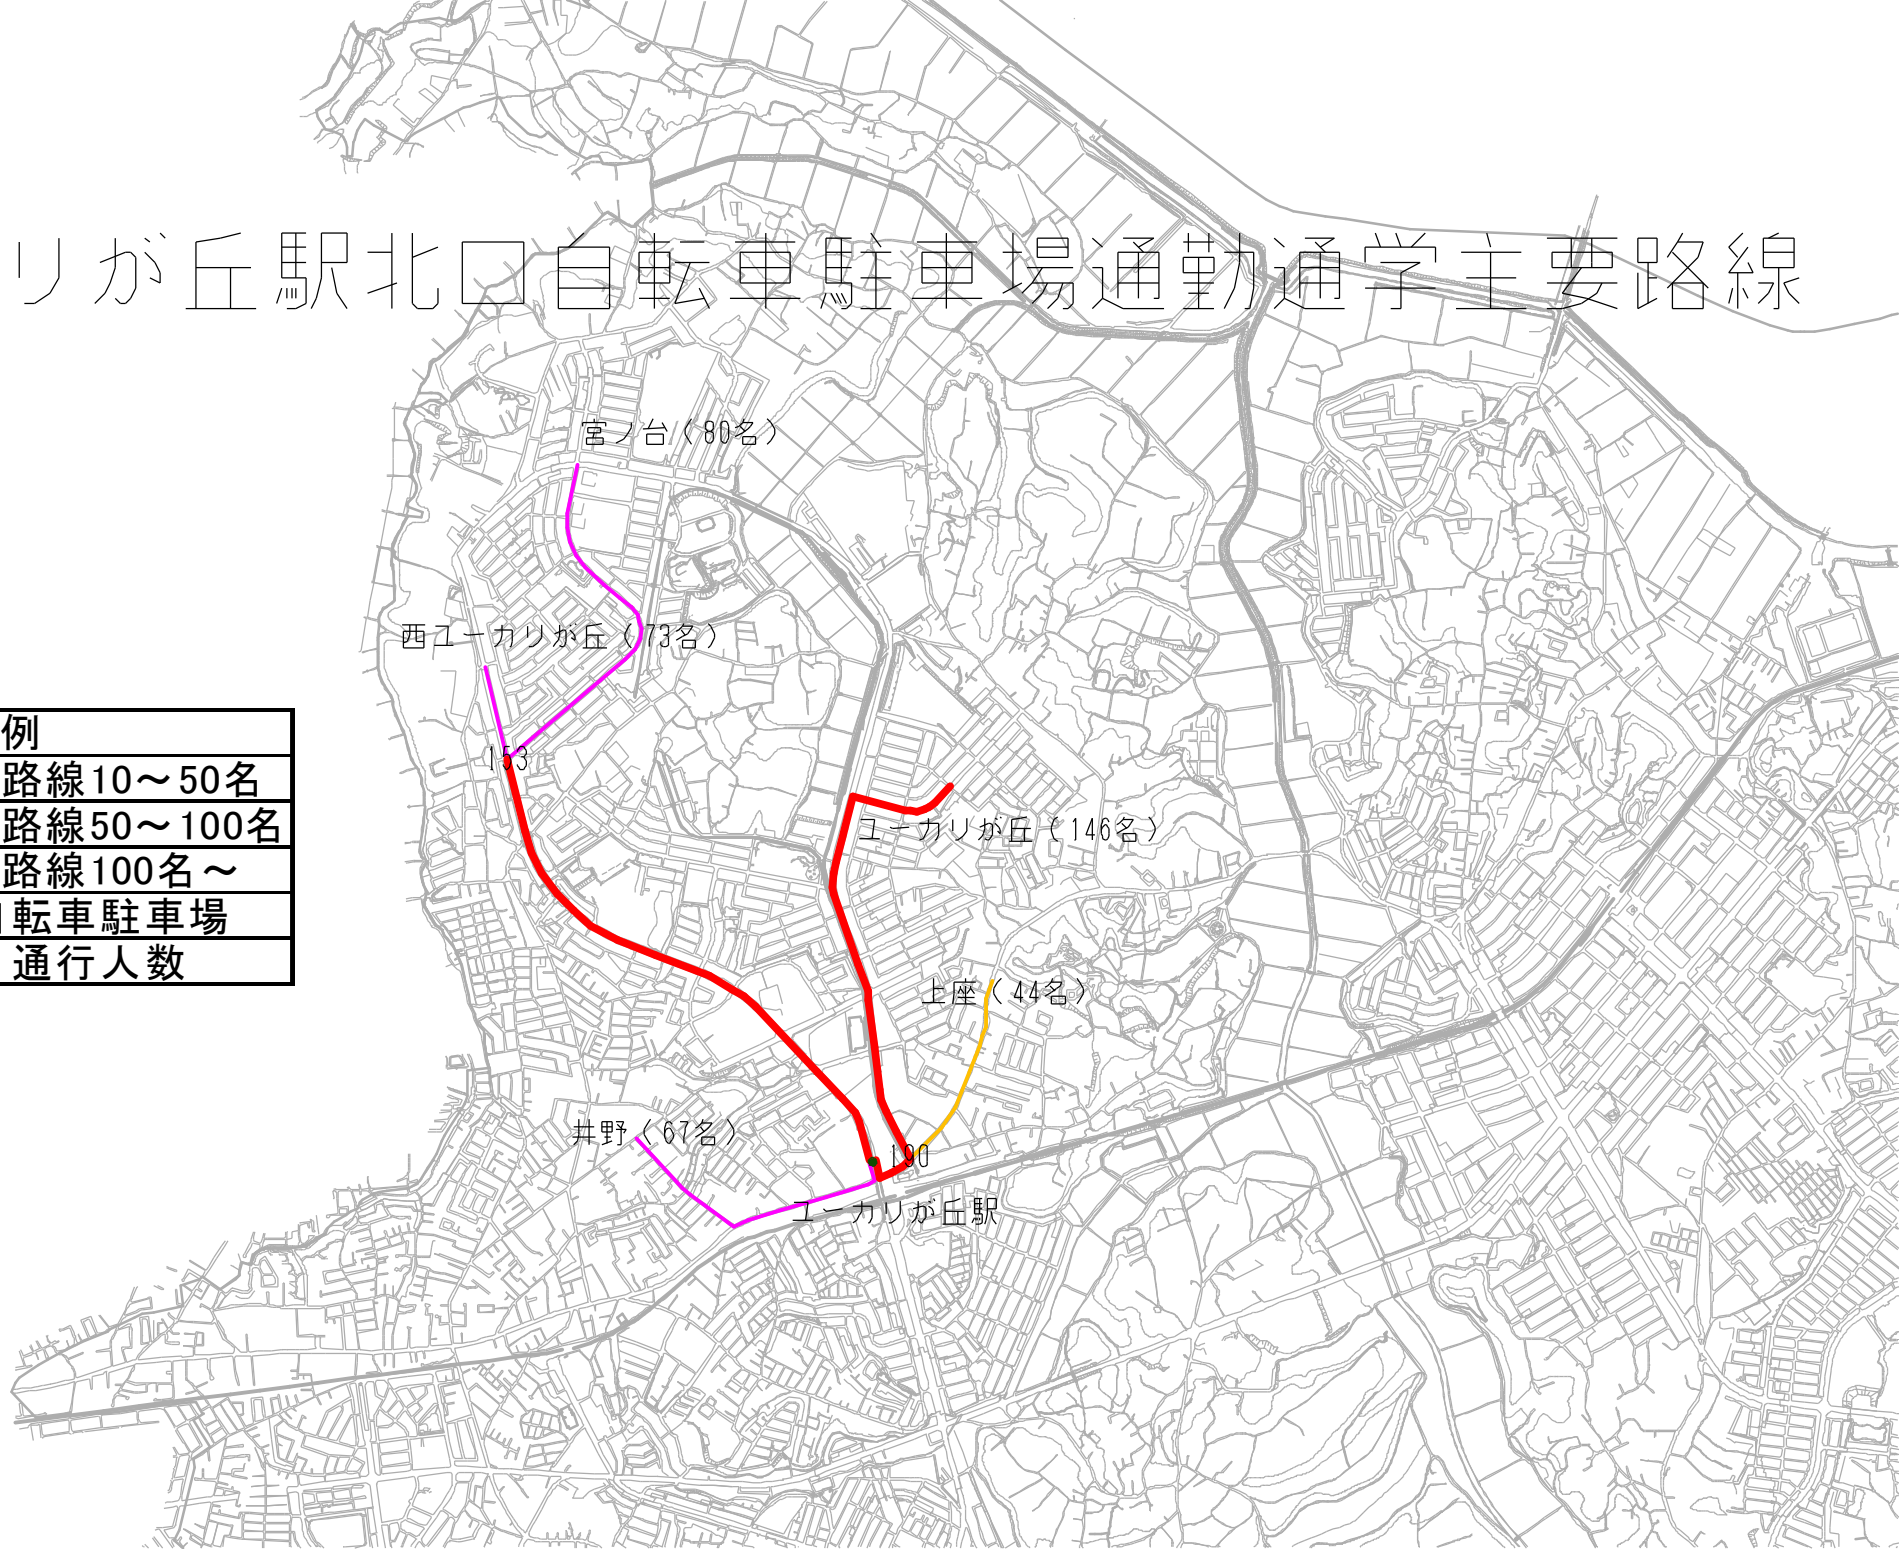 リが丘駅北口自転車駐車場通勤通学主要路線
宮ノ台（80名）
西ユーカリが丘（73名）
例
路線10～50名
153
路線50～100名
ユーカリが丘（146名）
路線100名～
自転車駐車場
通行人数
上座（44名）
井野（67名）
190
ユーカリが丘駅